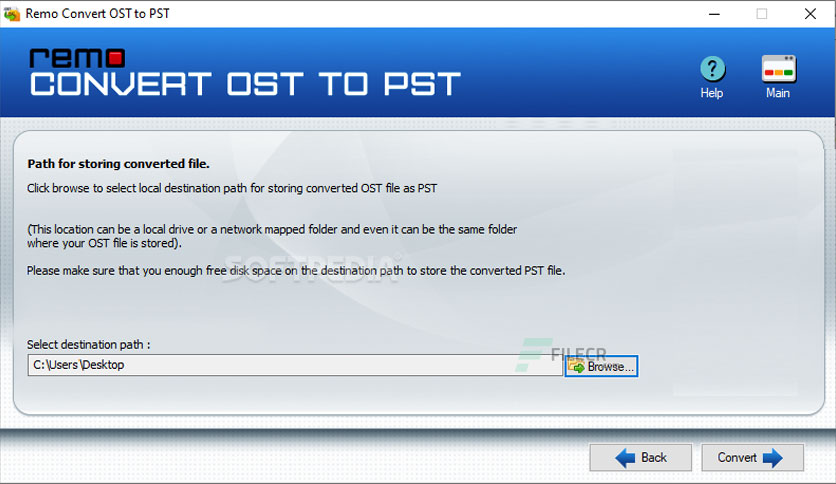 Remo Convert OST to PST
remo
CONVERT OST TO PST
Help
Main
Path for storing converted file.
Click browse to select local destination path for storing converted OST file as PST
(This location can be a local drive or a network mapped folder and even it can be the same folder
where your OST file is stored).
Please make sure that you enough free disk space on the destination path to store the converted PST file.
SOFTPEDIA®
Select destination path :
FILECR
C:\Users\Desktop
Browse...
Back
Convert